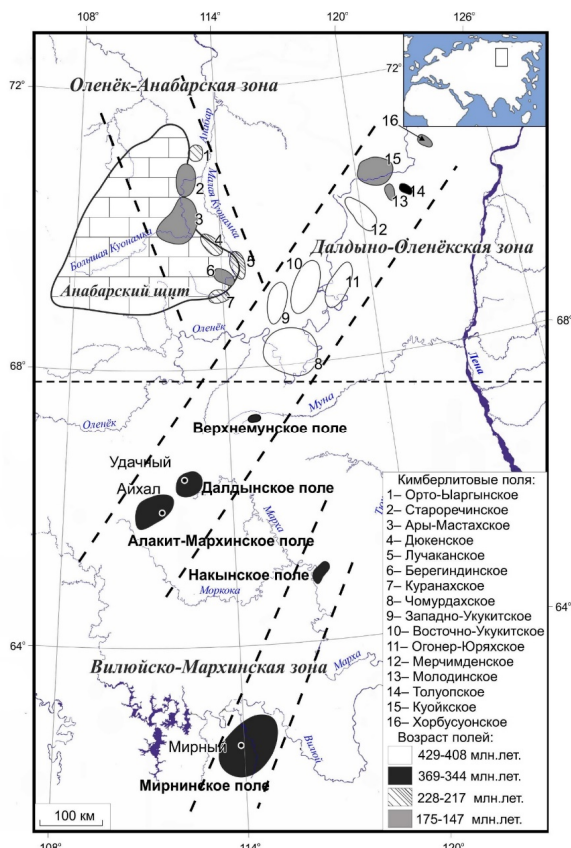 108°
114°
120°
126°
72°
72°
Оленёк-Анабарская зона
Анабар
Малая Куонамка
Большая Куонамка
Анабарский щит
1
2
3
4
5
6
7
16
15
14
13
12
Далдыно-Оленёкская зона
10
11
9
8
Оленёк
68°
68°
Лена
Оленёк
Муна
Верхнемунское поле
Удачный
Айхал
Далдынское поле
Алакит-Мархинское поле
Марха
Накынское поле
Моркока
64°
64°
Вилюйско-Мархинская зона
Марха
Мирный
Вилюй
Мирнинское поле
100 км
108°
114°
120°
Кимберлитовые поля:
1– Орто-Ыаргынское
2– Староречинское
3– Ары-Мастахское
4– Дюкенское
5– Лучаканское
6– Берегиндинское
7– Куранахское
8– Чомурдахское
9– Западно-Укукитское
10– Восточно-Укукитское
11– Огонер-Юряхское
12– Мерчимденское
13– Молодинское
14– Толуопское
15– Куойкское
16– Хорбусуонское
Возраст полей:
429-408 млн.лет.
369-344 млн.лет.
228-217 млн.лет.
175-147 млн.лет.